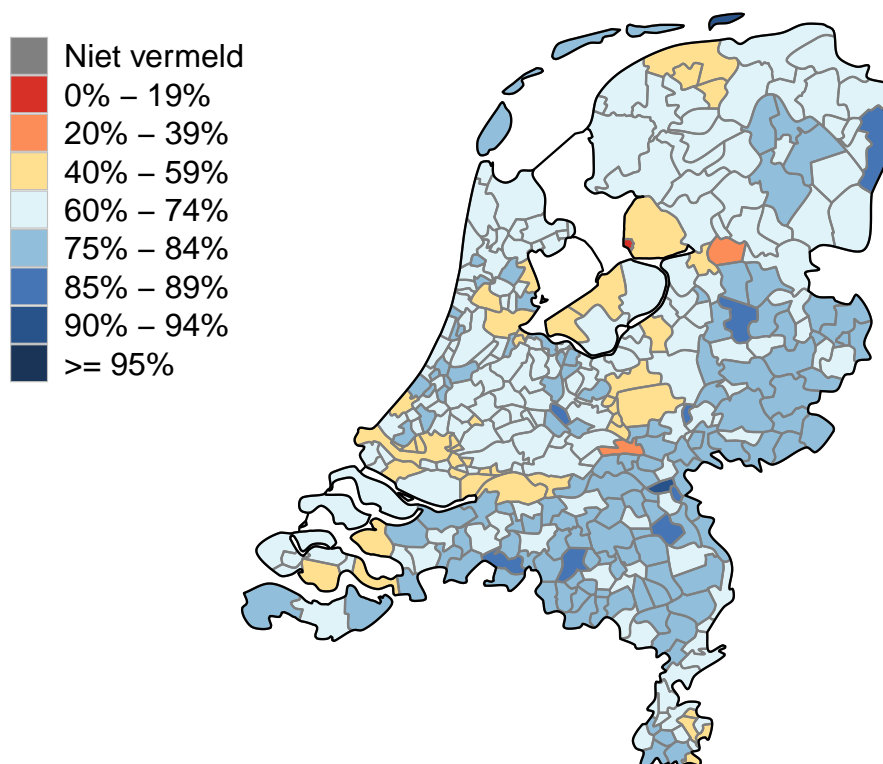 Niet vermeld
0% – 19%
20% – 39%
40% – 59%
60% – 74%
75% – 84%
85% – 89%
90% – 94%
>= 95%